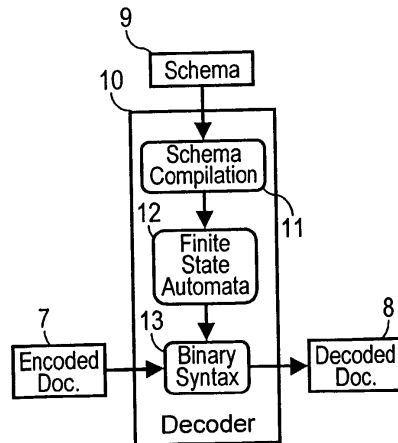 9
Schema
10
Schema
Compilation
11
12
Finite
State
Automata
7
13
8
Encoded
Doc.
Binary
Syntax
Decoded
Doc.
Decoder